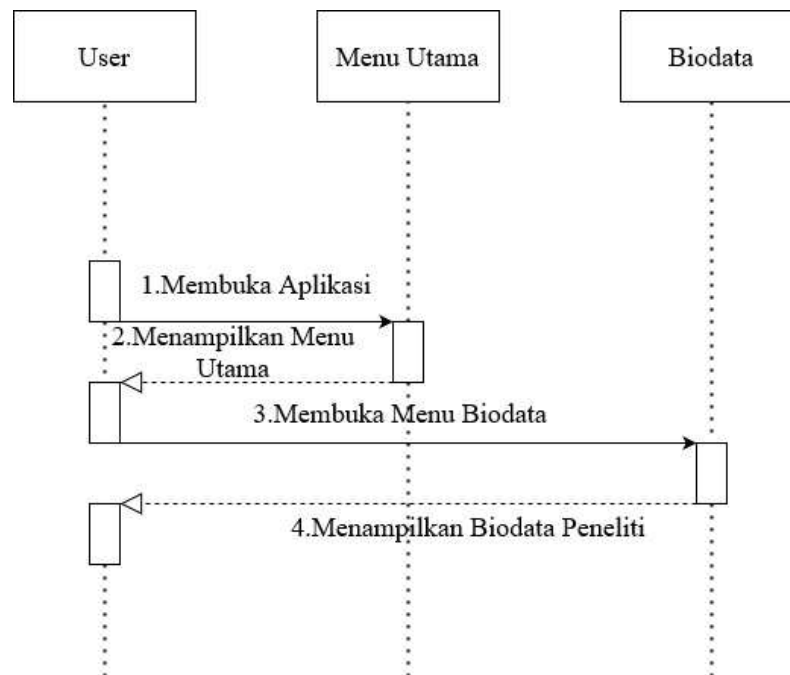 User
Menu Utama
Biodata
1.Membuka Aplikasi
2.Menampilkan Menu
Utama
3.Membuka Menu Biodata
4.Menampilkan Biodata Peneliti